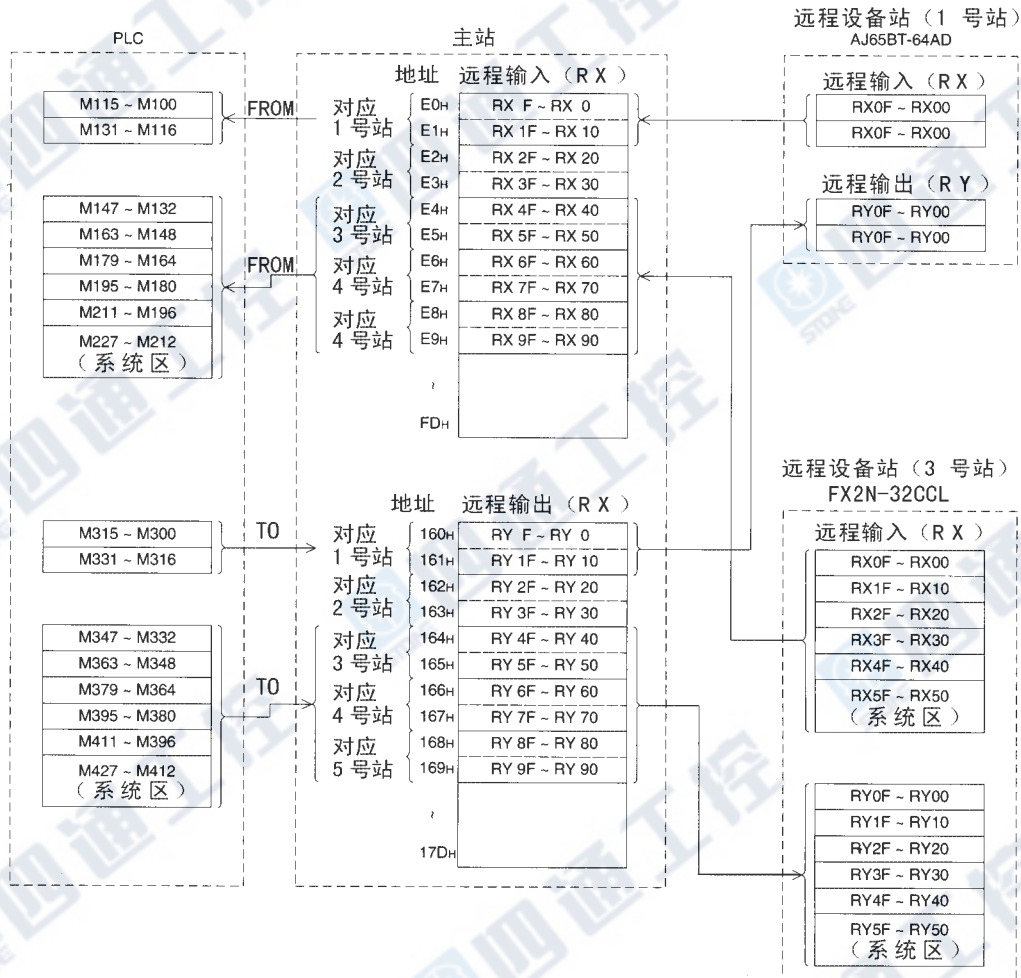 PLC
M115 ~ M100
M131 ~ M116
FROM
M147 ~ M132
M163 ~ M148
M179 ~ M164
M195 ~ M180
M211 ~ M196
M227 ~ M212
（系统区）
FROM
M315 ~ M300
M331 ~ M316
TO
M347 ~ M332
M363 ~ M348
M379 ~ M364
M395 ~ M380
M411 ~ M396
M427 ~ M412
（系统区）
TO
主站
地址 远程输入（RX）
对应
1号站
E0H RX F ~ RX 0
E1H RX 1F ~ RX 10
对应
2号站
E2H RX 2F ~ RX 20
E3H RX 3F ~ RX 30
对应
3号站
E4H RX 4F ~ RX 40
E5H RX 5F ~ RX 50
对应
4号站
E6H RX 6F ~ RX 60
E7H RX 7F ~ RX 70
对应
4号站
E8H RX 8F ~ RX 80
E9H RX 9F ~ RX 90
~
FDH
地址 远程输出（RX）
对应
1号站
160H RY F ~ RY 0
161H RY 1F ~ RY 10
对应
2号站
162H RY 2F ~ RY 20
163H RY 3F ~ RY 30
对应
3号站
164H RY 4F ~ RY 40
165H RY 5F ~ RY 50
对应
4号站
166H RY 6F ~ RY 60
167H RY 7F ~ RY 70
对应
5号站
168H RY 8F ~ RY 80
169H RY 9F ~ RY 90
~
17DH
远程设备站（1 号站）
AJ65BT-64AD
远程输入（RX）
RX0F ~ RX00
RX0F ~ RX00
远程输出（RY）
RY0F ~ RY00
RY0F ~ RY00
远程设备站（3 号站）
FX2N-32CCL
远程输入（RX）
RX0F ~ RX00
RX1F ~ RX10
RX2F ~ RX20
RX3F ~ RX30
RX4F ~ RX40
RX5F ~ RX50
（系统区）
RY0F ~ RY00
RY1F ~ RY10
RY2F ~ RY20
RY3F ~ RY30
RY4F ~ RY40
RY5F ~ RY50
（系统区）
四通工控
STONE